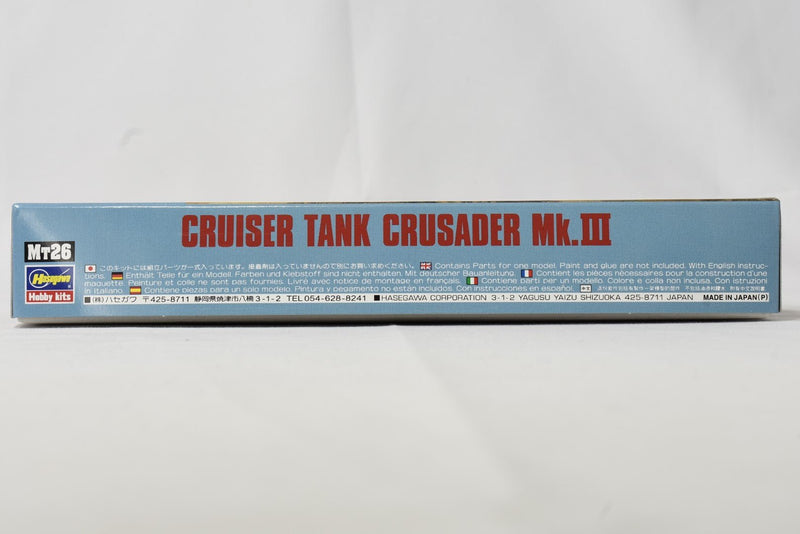 CRUISER TANK CRUSADER Mk.III
MT26
Hasegawa
Hobby kits
このキットには組立パーツが一式入っています。接着剤は入っていませんので別にお買い求めください。 Contains Parts for one model. Paint and glue are not included. With English instruc-
tions. Enthält Teile für ein Modell. Farben und Klebstoff sind nicht enthalten. Mit deutscher Bauanleitung. Contient les pièces nécessaires pour la construction d'une
maquette. Peinture et colle ne sont pas fournies. Livré avec notice de montage en français. Contiene parti per un modello. Colore e colla non inclusi. Con istruzioni
in Italiano. Contiene piezas para un solo modelo. Pintura y pegamento no están incluidos. Con instrucciones en español.
■(株)ハセガワ 〒425-8711 静岡県焼津市八楠3-1-2 TEL 054-628-8241 ■HASEGAWA CORPORATION 3-1-2 YAGUSU YAIZU SHIZUOKA 425-8711 JAPAN MADE IN JAPAN(P)